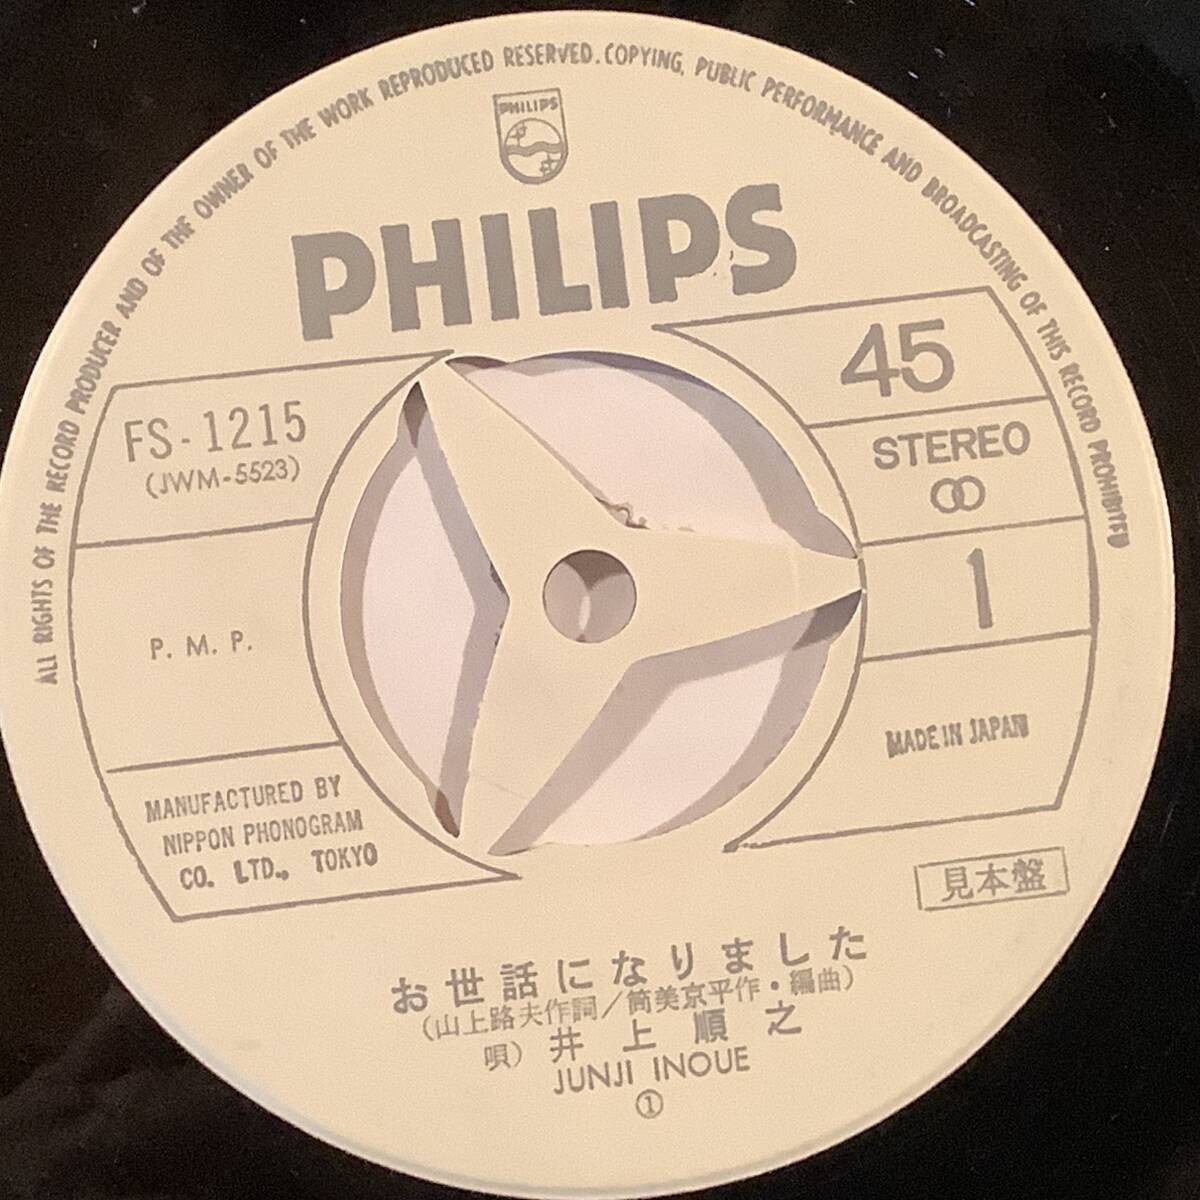 ALL RIGHTS OF THE RECORD PRODUCER AND OF THE OWNER OF THE WORK REPRODUCED RESERVED. COPYING, PUBLIC PERFORMANCE AND BROADCASTING OF THIS RECORD PROHIBITED
PHILIPS
PHILIPS
FS-1215
(JWM-5523)
45
STEREO
1
P. M. P.
MADE IN JAPAN
MANUFACTURED BY
NIPPON PHONOGRAM
CO. LTD., TOKYO
見本盤
お世話になりました
(山上路夫作詞/筒美京平作・編曲)
唄) 井上順之
JUNJI INOUE
①